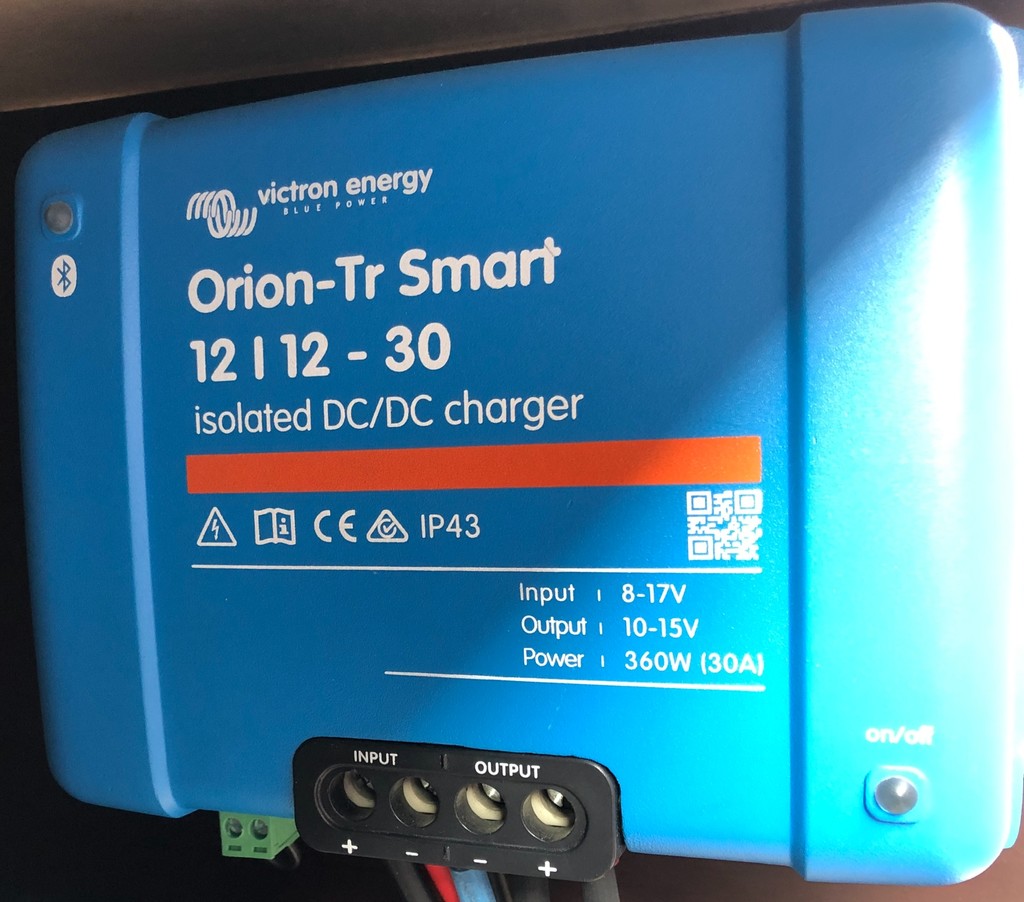 victron energy
BLUE POWER
Orion-Tr Smart
12 | 12 - 30
isolated DC/DC charger
CE IP43
Input | 8-17V
Output | 10-15V
Power | 360W (30A)
on/off
INPUT | OUTPUT
+ - | - +